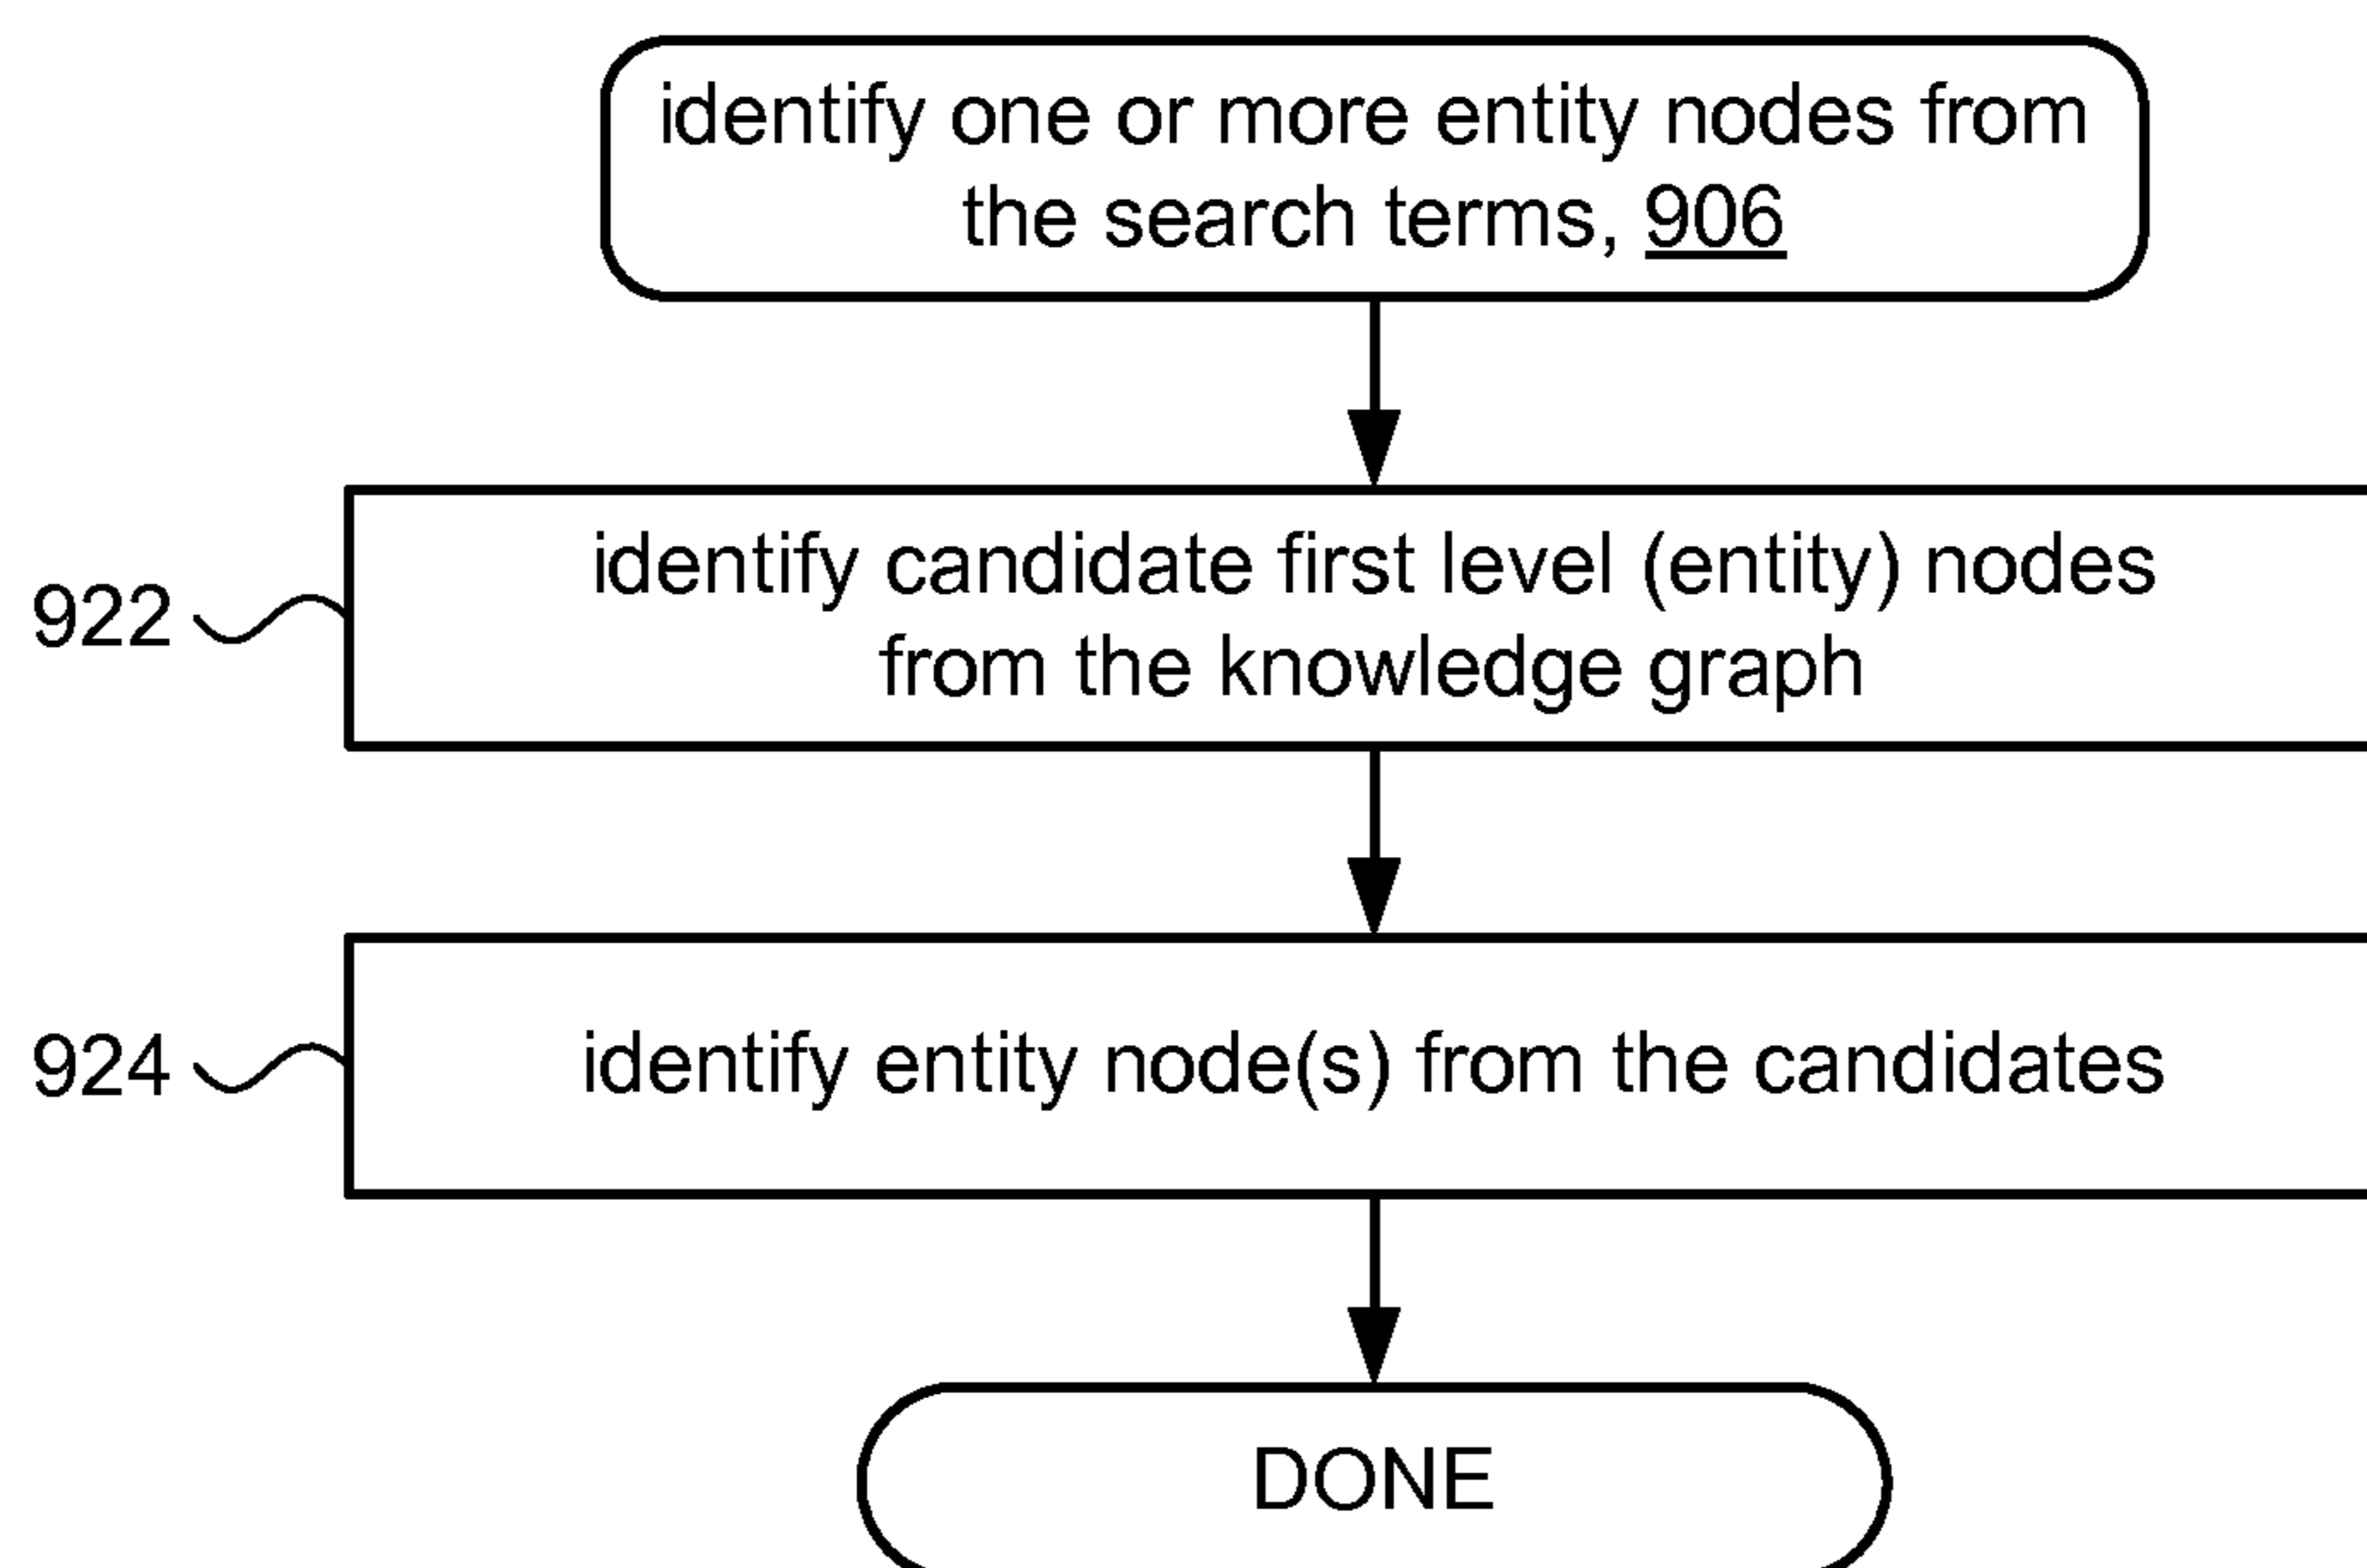 identify one or more entity nodes from
the search terms, 906
922
identify candidate first level (entity) nodes
from the knowledge graph
924
identify entity node(s) from the candidates
DONE